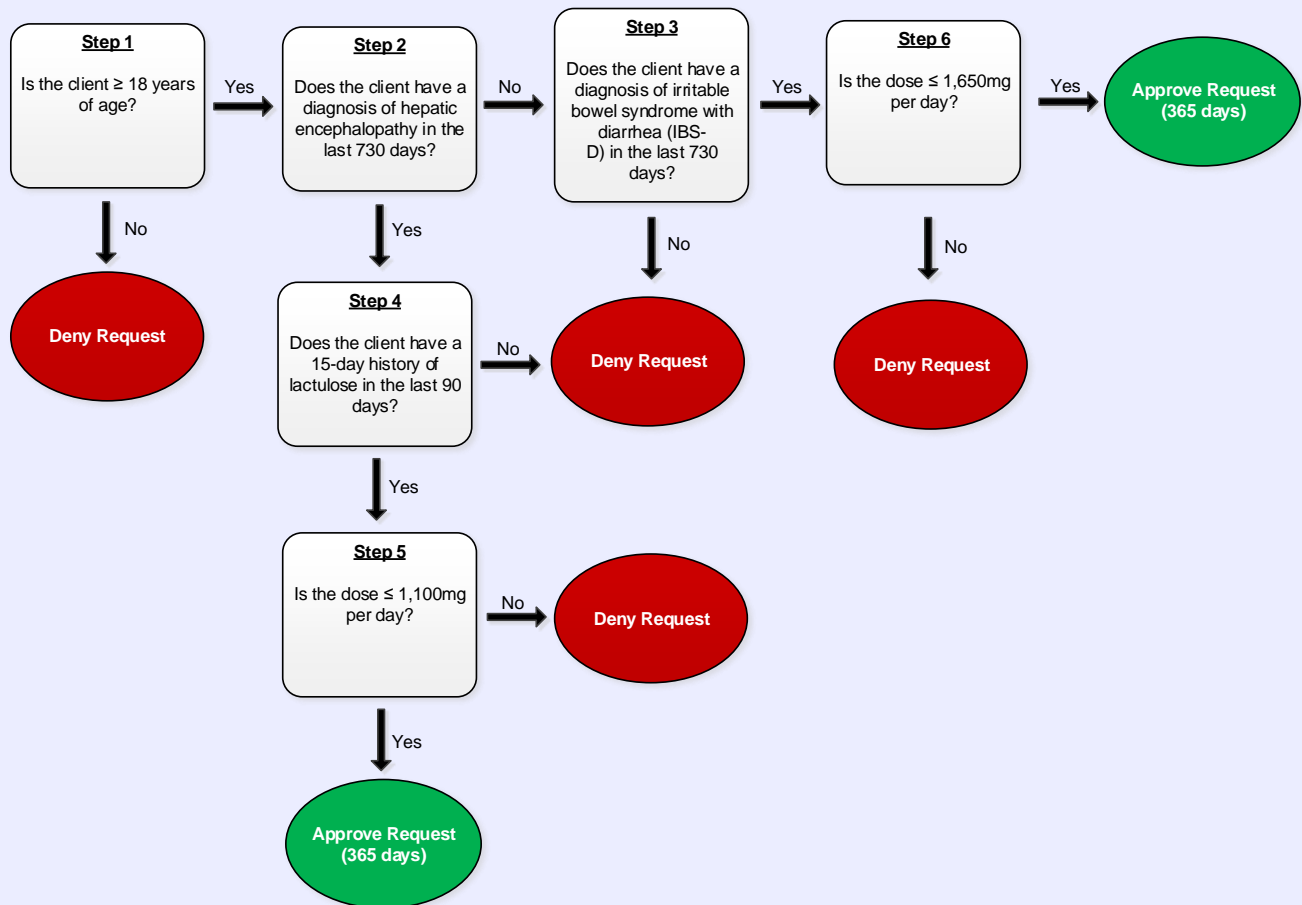 Step 1
Is the client ≥ 18 years
of age?
Yes
No
Deny Request
Step 2
Does the client have a
diagnosis of hepatic
encephalopathy in the
last 730 days?
No
Yes
Step 3
Does the client have a
diagnosis of irritable
bowel syndrome with
diarrhea (IBS-
D) in the last 730
days?
Yes
No
Deny Request
Step 6
Is the dose ≤ 1,650mg
per day?
Yes
Approve Request
(365 days)
No
Deny Request
Step 4
Does the client have a
15-day history of
lactulose in the last 90
days?
No
Yes
Step 5
Is the dose ≤ 1,100mg
per day?
No
Deny Request
Yes
Approve Request
(365 days)